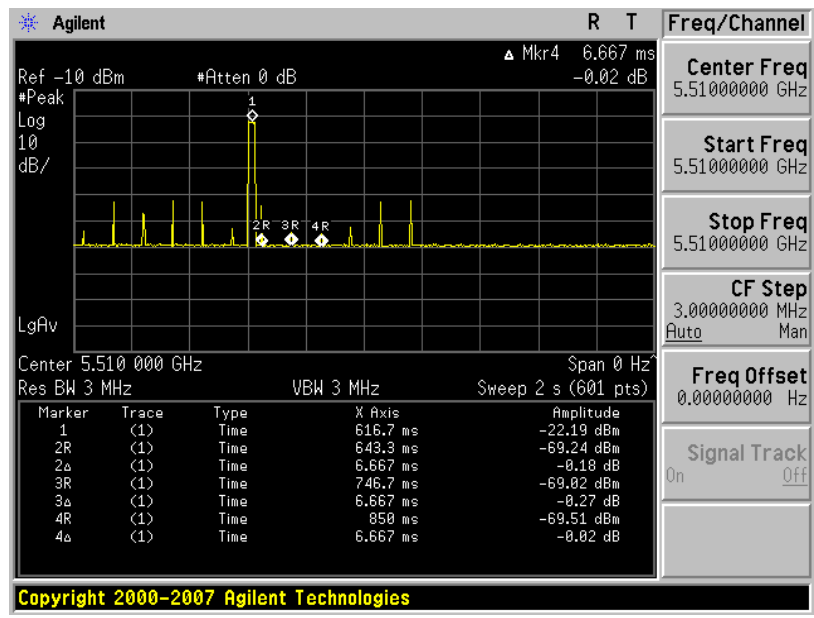 Agilent R T
Freq/Channel
▵ Mkr4 6.667 ms
Ref -10 dBm #Atten 0 dB -0.02 dB
#Peak
Log
10
dB/
1
2R 3R 4R
LgAv
Center 5.510 000 GHz Span 0 Hz^
Res BW 3 MHz VBW 3 MHz Sweep 2 s (601 pts)
Marker Trace Type X Axis Amplitude
1 (1) Time 616.7 ms -22.19 dBm
2R (1) Time 643.3 ms -69.24 dBm
2▵ (1) Time 6.667 ms -0.18 dB
3R (1) Time 746.7 ms -69.02 dBm
3▵ (1) Time 6.667 ms -0.27 dB
4R (1) Time 850 ms -69.51 dBm
4▵ (1) Time 6.667 ms -0.02 dB
Center Freq
5.51000000 GHz
Start Freq
5.51000000 GHz
Stop Freq
5.51000000 GHz
CF Step
3.00000000 MHz
Auto Man
Freq Offset
0.00000000 Hz
Signal Track
On Off
Copyright 2000-2007 Agilent Technologies